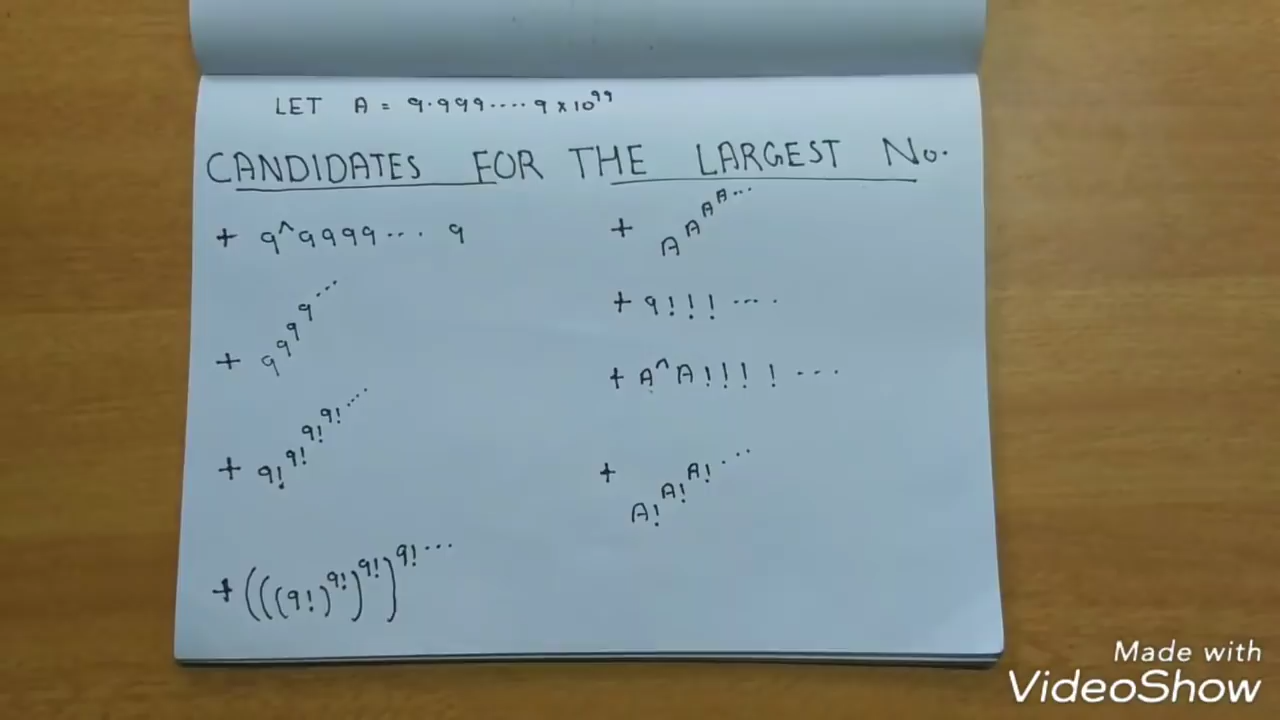 LET A = 9.999....9 x 10^99
CANDIDATES FOR THE LARGEST No.
+ 9^9999... 9
+ 9^9^9^9^...
+ 9!^9!^9!^9!^....
+ (((9!)^9!)^9!)^9!...
+ A^A^A^A^...
+ 9!!! ....
+ A^A!!!! ...
+ A!^A!^A!^...
Made with
VideoShow